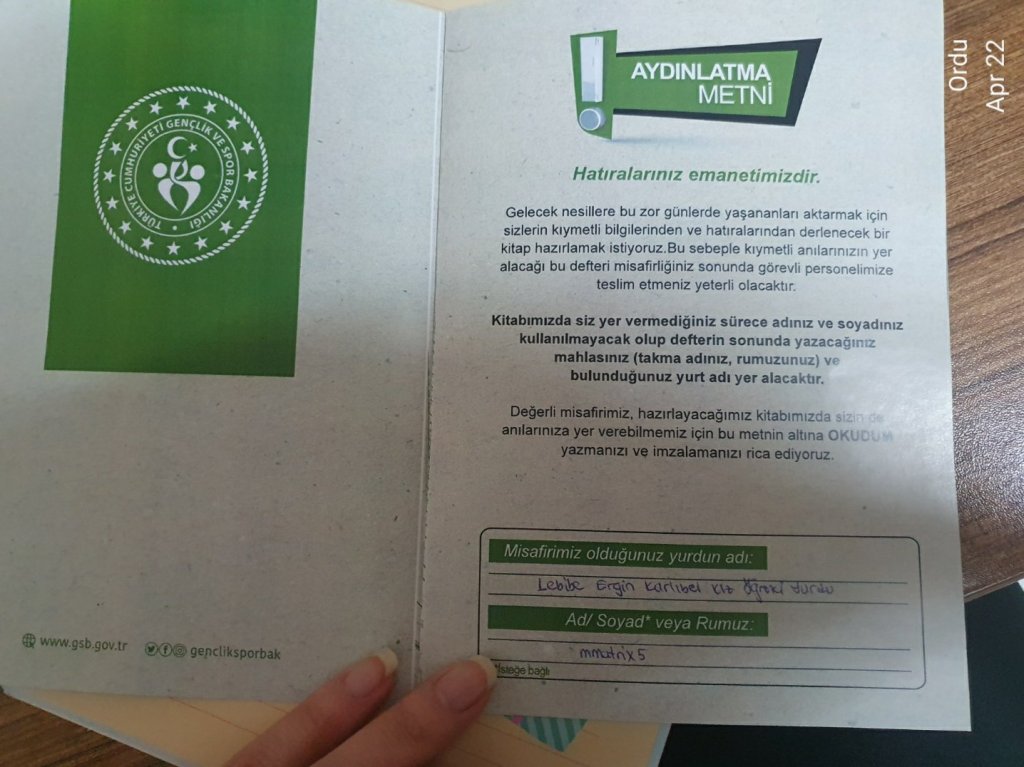 TÜRKİYE CUMHURİYETİ GENÇLİK VE SPOR BAKANLIĞI
www.gsb.gov.tr
gencliksporbak
AYDINLATMA
METNİ
Hatıralarınız emanetimizdir.
Gelecek nesillere bu zor günlerde yaşananları aktarmak için
sizlerin kıymetli bilgilerinden ve hatıralarından derlenecek bir
kitap hazırlamak istiyoruz.Bu sebeple kıymetli anılarınızın yer
alacağı bu defteri misafirliğiniz sonunda görevli personelimize
teslim etmeniz yeterli olacaktır.
Kitabımızda siz yer vermediğiniz sürece adınız ve soyadınız
kullanılmayacak olup defterin sonunda yazacağınız
mahlasınız (takma adınız, rumuzunuz) ve
bulunduğunuz yurt adı yer alacaktır.
Değerli misafirimiz, hazırlayacağımız kitabımızda sizin de
anılarınıza yer verebilmemiz için bu metnin altına OKUDUM
yazmanızı ve imzalamanızı rica ediyoruz.
Misafirimiz olduğunuz yurdun adı:
Lebibe Ergin Karlıbel Kız Yurdu
Ad/ Soyad* veya Rumuz:
mmatrix5
*İsteğe bağlı
Ordu
Apr 22